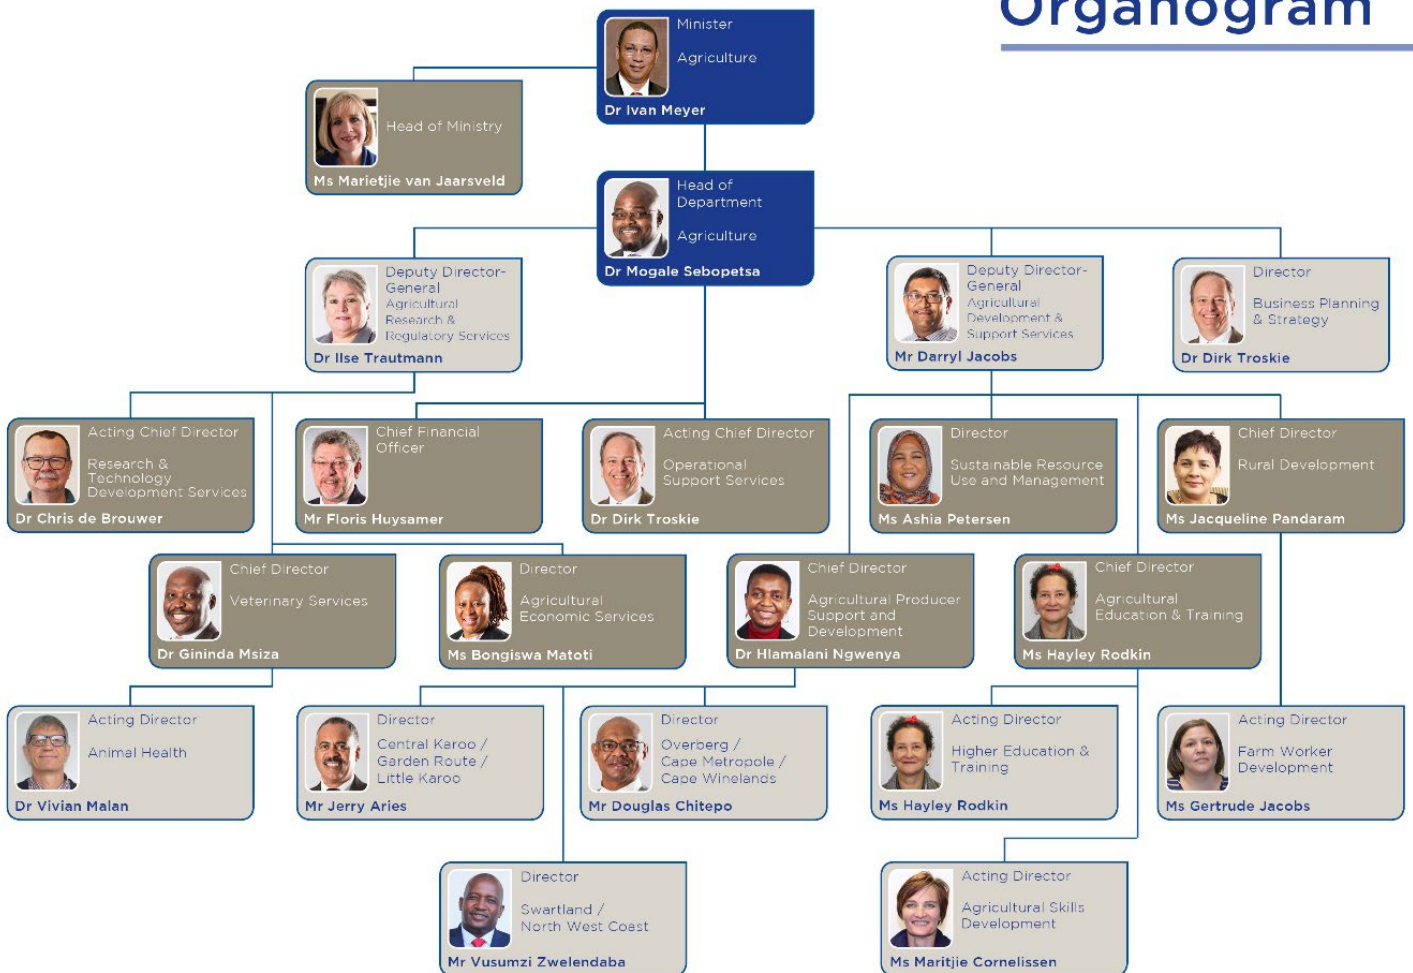 Organogram
Minister
Agriculture
Dr Ivan Meyer
Head of Ministry
Ms Marietjie van Jaarsveld
Head of
Department
Agriculture
Dr Mogale Sebopetsa
Deputy Director-
General
Agricultural
Research &
Regulatory Services
Dr Ilse Trautmann
Deputy Director-
General
Agricultural
Development &
Support Services
Mr Darryl Jacobs
Director
Business Planning
& Strategy
Dr Dirk Troskie
Acting Chief Director
Research &
Technology
Development Services
Dr Chris de Brouwer
Chief Financial
Officer
Mr Floris Huysamer
Acting Chief Director
Operational
Support Services
Dr Dirk Troskie
Director
Sustainable Resource
Use and Management
Ms Ashia Petersen
Chief Director
Rural Development
Ms Jacqueline Pandaram
Chief Director
Veterinary Services
Dr Gininda Msiza
Director
Agricultural
Economic Services
Ms Bongiswa Matoti
Chief Director
Agricultural Producer
Support and
Development
Dr Hlamalani Ngwenya
Chief Director
Agricultural
Education & Training
Ms Hayley Rodkin
Acting Director
Animal Health
Dr Vivian Malan
Director
Central Karoo /
Garden Route /
Little Karoo
Mr Jerry Aries
Director
Overberg /
Cape Metropole /
Cape Winelands
Mr Douglas Chitepo
Acting Director
Higher Education &
Training
Ms Hayley Rodkin
Acting Director
Farm Worker
Development
Ms Gertrude Jacobs
Director
Swartland /
North West Coast
Mr Vusumzi Zwelendaba
Acting Director
Agricultural Skills
Development
Ms Maritjie Cornelissen